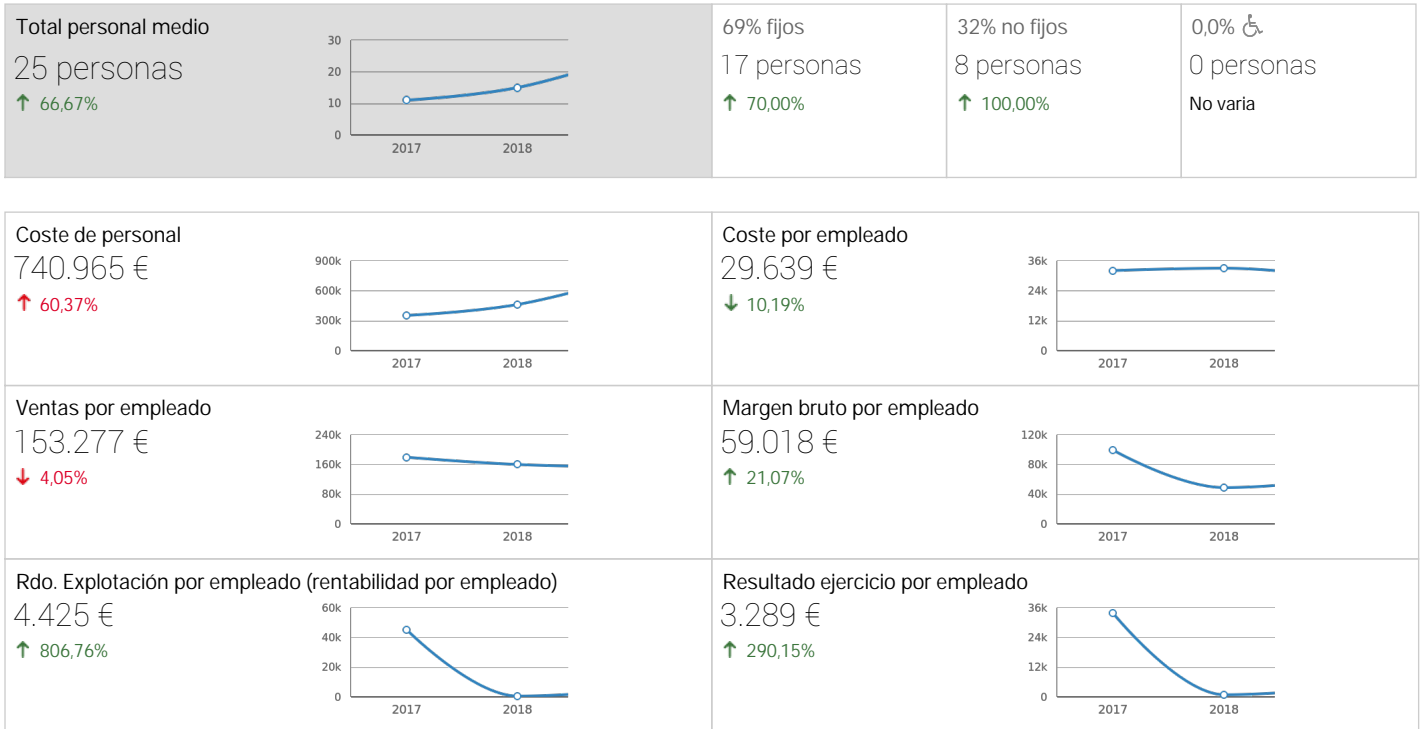 Total personal medio
25 personas
↑ 66,67%
30
20
10
0
2017 2018
69% fijos
17 personas
↑ 70,00%
32% no fijos
8 personas
↑ 100,00%
0,0% ♿
0 personas
No varia
Coste de personal
740.965 €
↑ 60,37%
900k
600k
300k
0
2017 2018
Coste por empleado
29.639 €
↓ 10,19%
36k
24k
12k
0
2017 2018
Ventas por empleado
153.277 €
↓ 4,05%
240k
160k
80k
0
2017 2018
Margen bruto por empleado
59.018 €
↑ 21,07%
120k
80k
40k
0
2017 2018
Rdo. Explotación por empleado (rentabilidad por empleado)
4.425 €
↑ 806,76%
60k
40k
20k
0
2017 2018
Resultado ejercicio por empleado
3.289 €
↑ 290,15%
36k
24k
12k
0
2017 2018